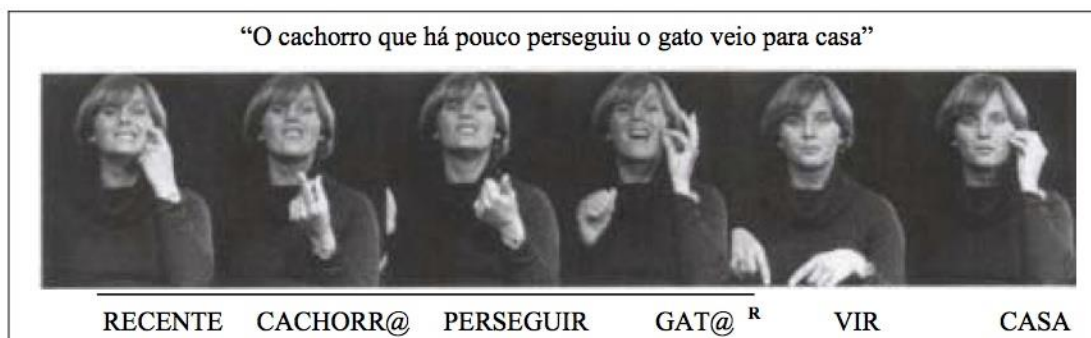 “O cachorro que há pouco perseguiu o gato veio para casa”
RECENTE CACHORR@ PERSEGUIR GAT@ R VIR CASA